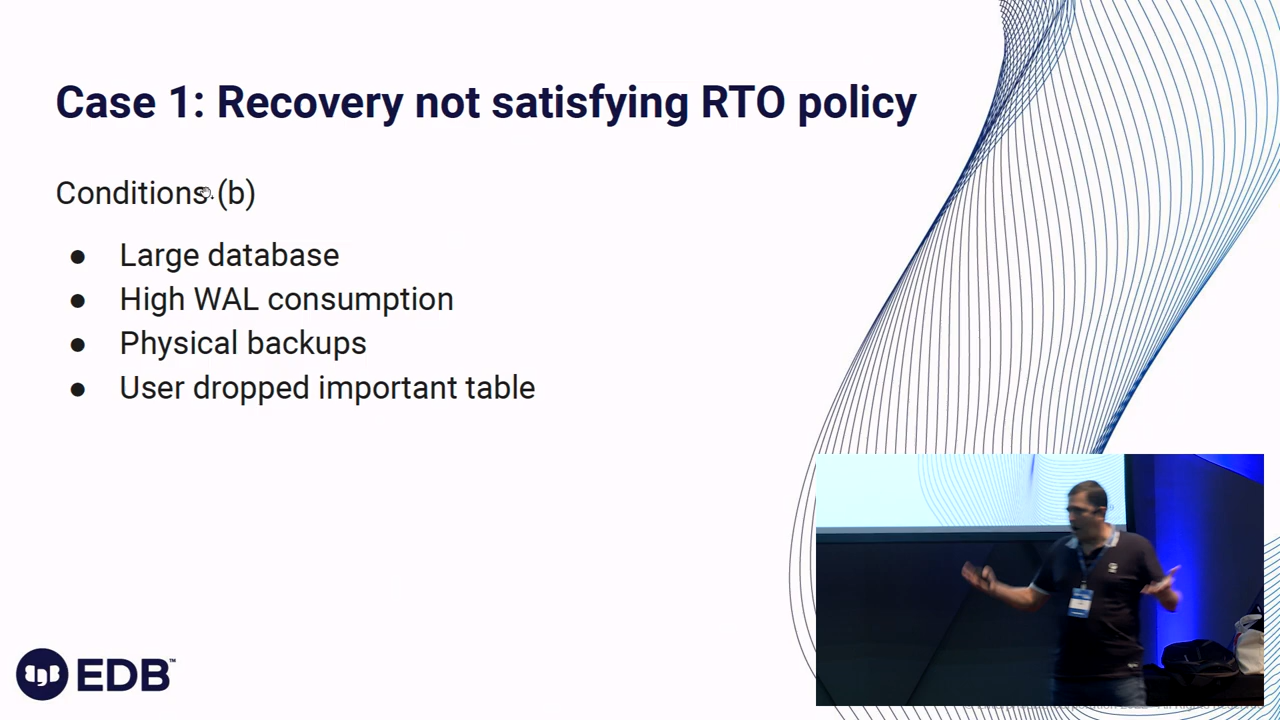 Case 1: Recovery not satisfying RTO policy
Conditions (b)
● Large database
● High WAL consumption
● Physical backups
● User dropped important table
EDB™